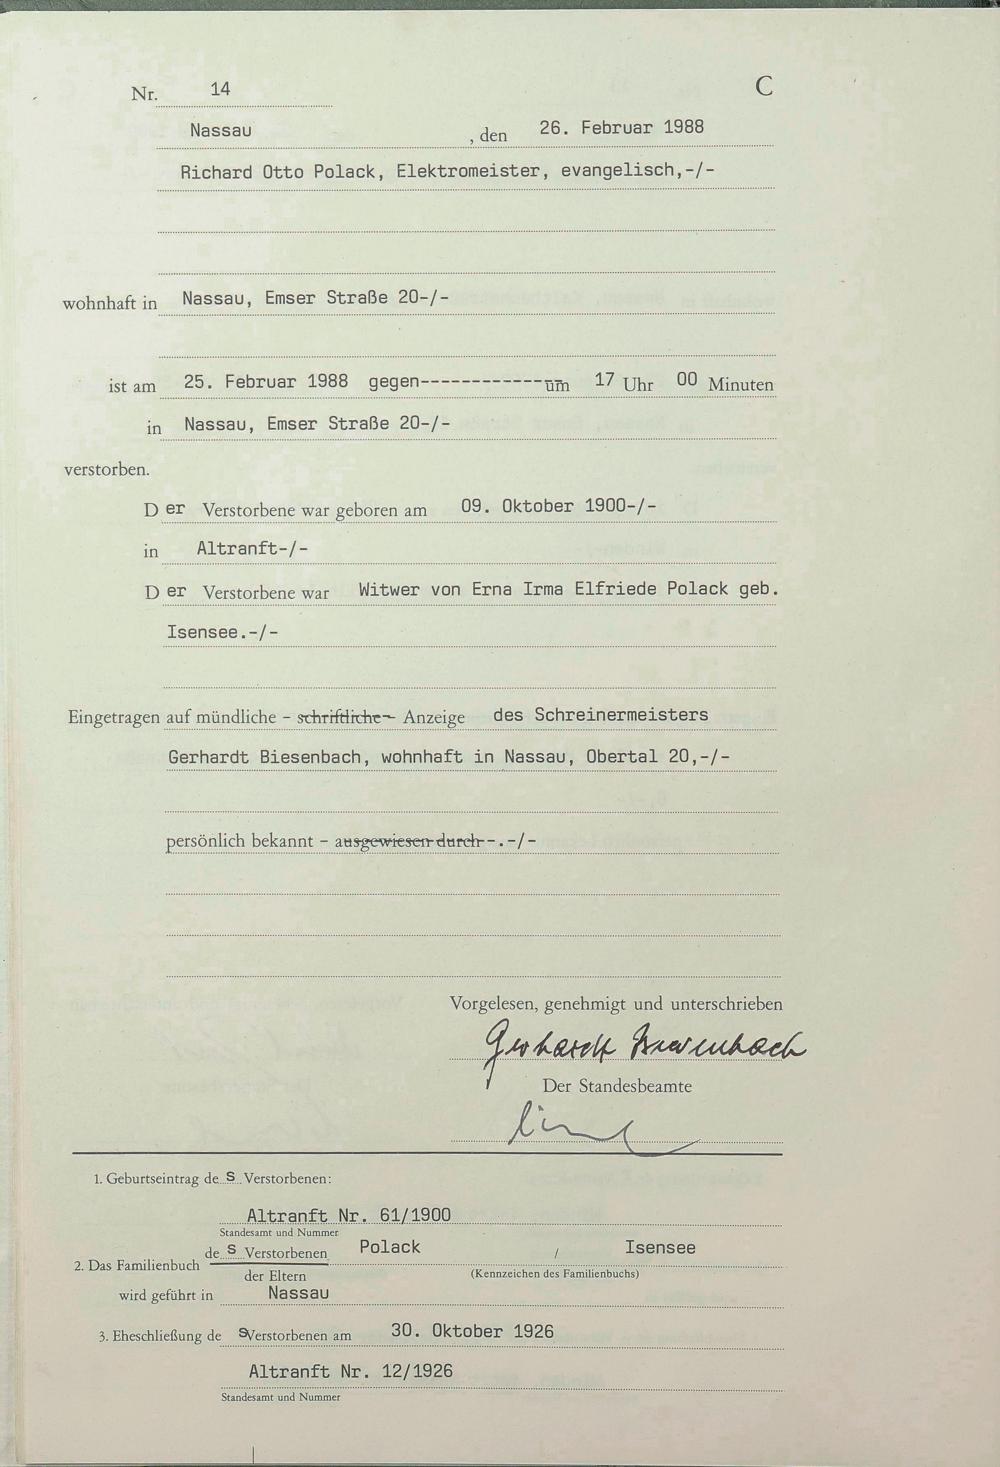 Nr. 14 C
Nassau , den 26. Februar 1988
Richard Otto Polack, Elektromeister, evangelisch,-/-
wohnhaft in Nassau, Emser Straße 20-/-
ist am 25. Februar 1988 gegen------------um 17 Uhr 00 Minuten
in Nassau, Emser Straße 20-/-
verstorben.
D er Verstorbene war geboren am 09. Oktober 1900-/-
in Altranft-/-
D er Verstorbene war Witwer von Erna Irma Elfriede Polack geb.
Isensee.-/-
Eingetragen auf mündliche – schriftliche – Anzeige des Schreinermeisters
Gerhardt Biesenbach, wohnhaft in Nassau, Obertal 20,-/-
persönlich bekannt – ausgewiesen durch--.-/-
Vorgelesen, genehmigt und unterschrieben
Gerhardt Biesenbach
Der Standesbeamte
1. Geburtseintrag de s Verstorbenen:
Altranft Nr. 61/1900
Standesamt und Nummer
2. Das Familienbuch de s Verstorbenen Polack / Isensee
der Eltern (Kennzeichen des Familienbuchs)
wird geführt in Nassau
3. Eheschließung de s Verstorbenen am 30. Oktober 1926
Altranft Nr. 12/1926
Standesamt und Nummer